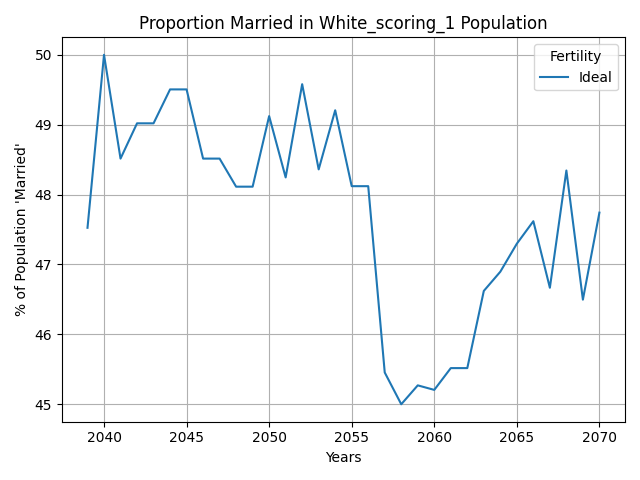 Proportion Married in White_scoring_1 Population
Fertility
Ideal
% of Population 'Married'
50
49
48
47
46
45
2040 2045 2050 2055 2060 2065 2070
Years